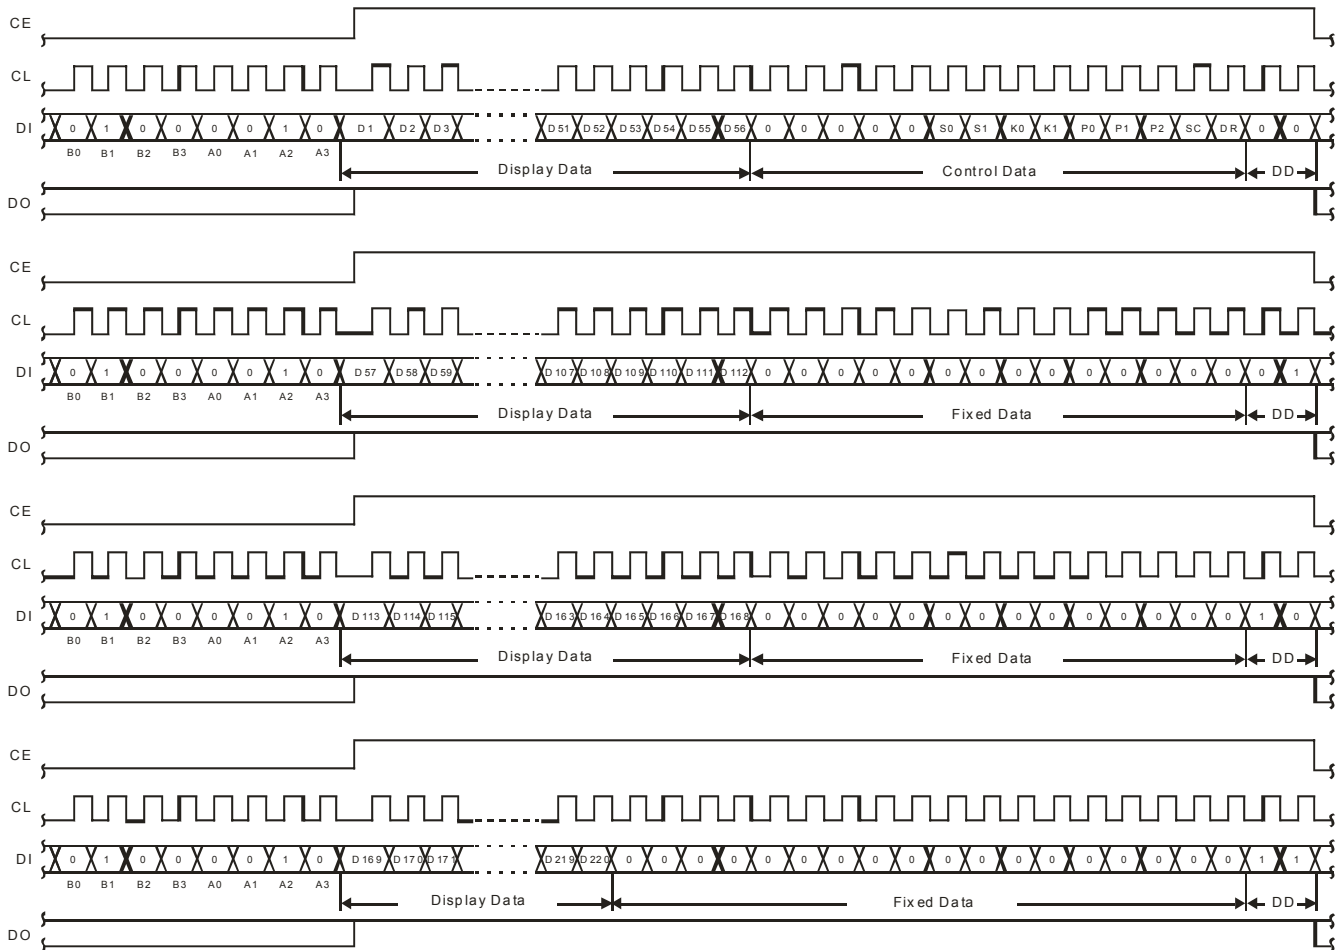 CE
CL
DI 0 1 0 0 0 0 1 0 D1 D2 D3 D51 D52 D53 D54 D55 D56 0 0 0 0 0 S0 S1 K0 K1 P0 P1 P2 SC DR 0 0
B0 B1 B2 B3 A0 A1 A2 A3
Display Data Control Data DD
DO
CE
CL
DI 0 1 0 0 0 0 1 0 D57 D58 D59 D107 D108 D109 D110 D111 D112 0 0 0 0 0 0 0 0 0 0 0 0 0 0 0 1
B0 B1 B2 B3 A0 A1 A2 A3
Display Data Fixed Data DD
DO
CE
CL
DI 0 1 0 0 0 0 1 0 D113 D114 D115 D163 D164 D165 D166 D167 D168 0 0 0 0 0 0 0 0 0 0 0 0 0 0 1 0
B0 B1 B2 B3 A0 A1 A2 A3
Display Data Fixed Data DD
DO
CE
CL
DI 0 1 0 0 0 0 1 0 D169 D170 D171 D219 D220 0 0 0 0 0 0 0 0 0 0 0 0 0 0 0 0 0 0 1 1
B0 B1 B2 B3 A0 A1 A2 A3
Display Data Fixed Data DD
DO